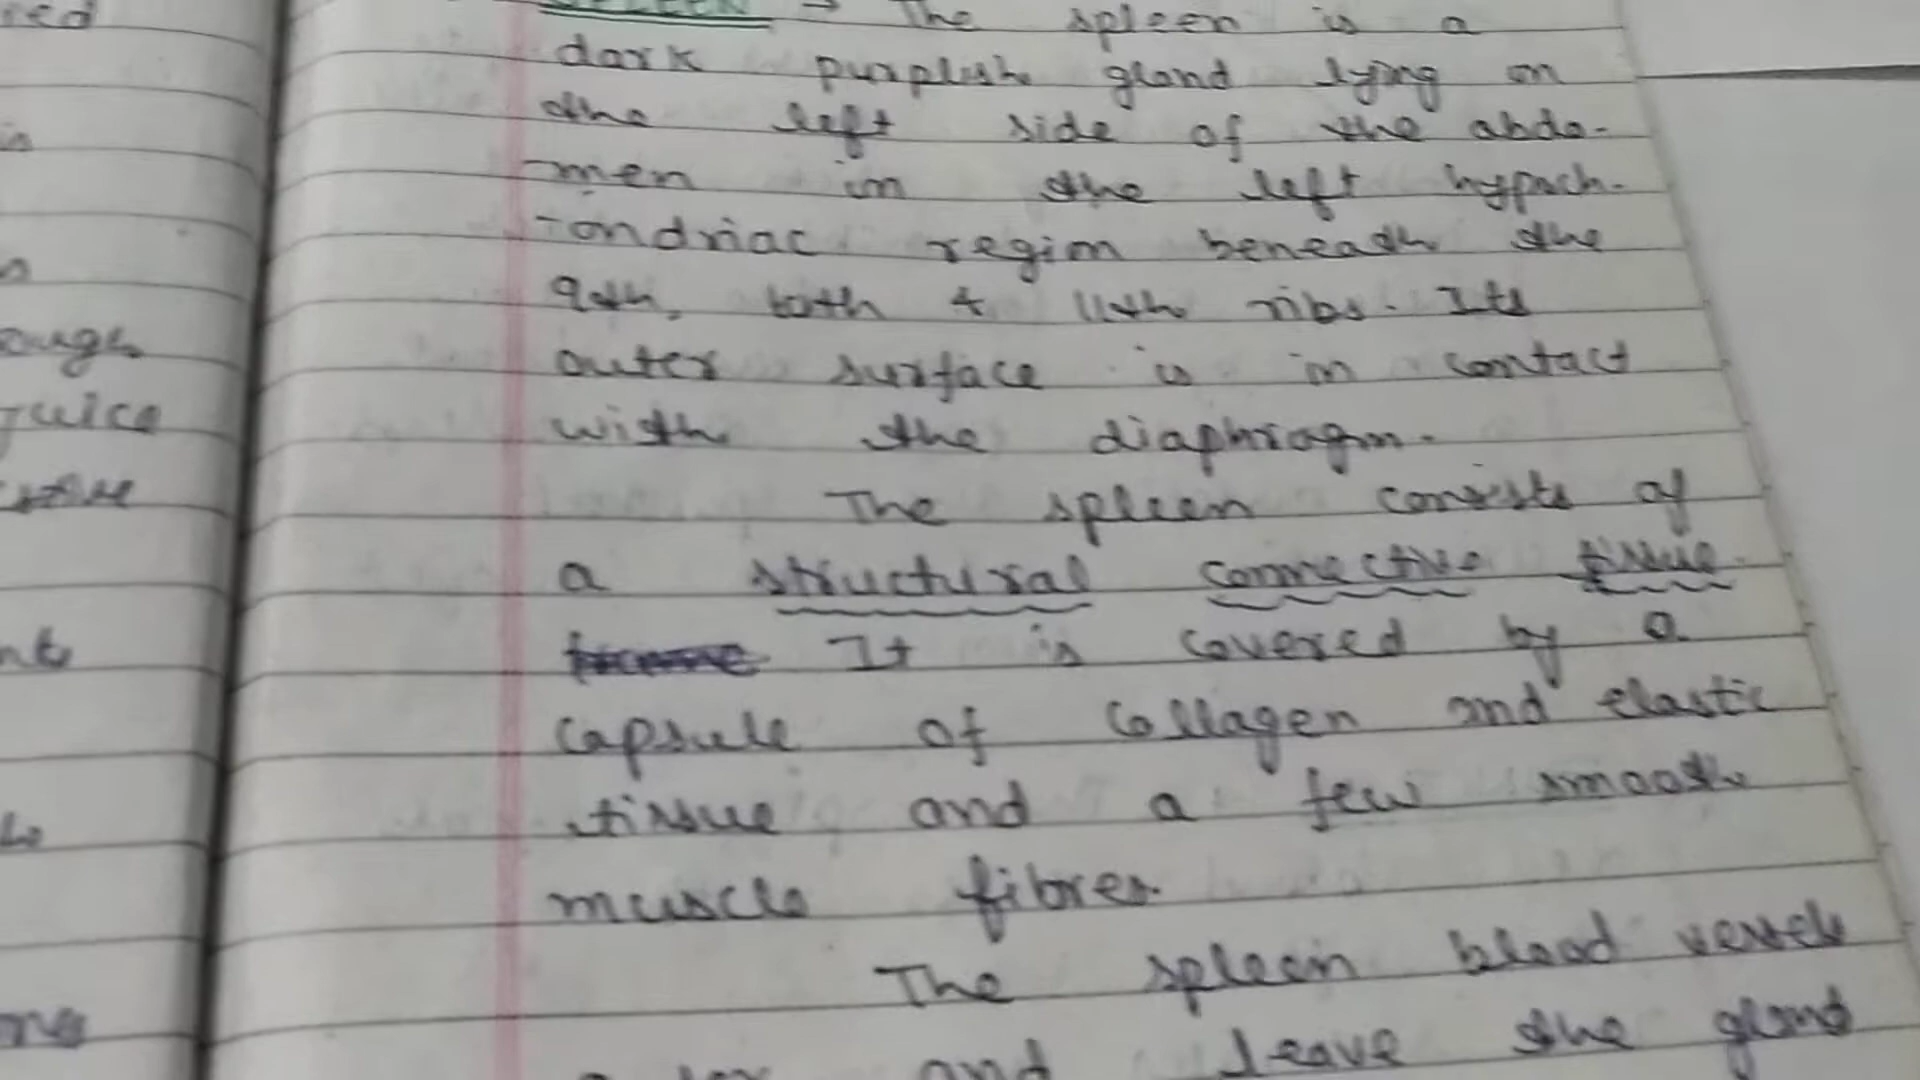 SPLEEN → The spleen is a
dark purplish gland lying on
the left side of the abdo-
-men in the left hypoch-
-ondriac region beneath the
9th, 10th & 11th ribs. Its
outer surface is in contact
with the diaphragm.
The spleen consists of
a structural connective tissue.
It is covered by a
capsule of collagen and elastic
tissue and a few smooth
muscle fibres.
The spleen blood vessels
and leave the gland
juice